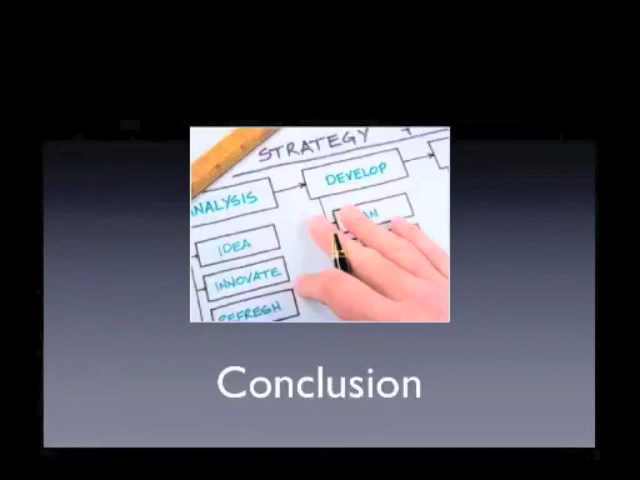 STRATEGY
DEVELOP
NALYSIS
IDEA
INNOVATE
REFRESH
Conclusion